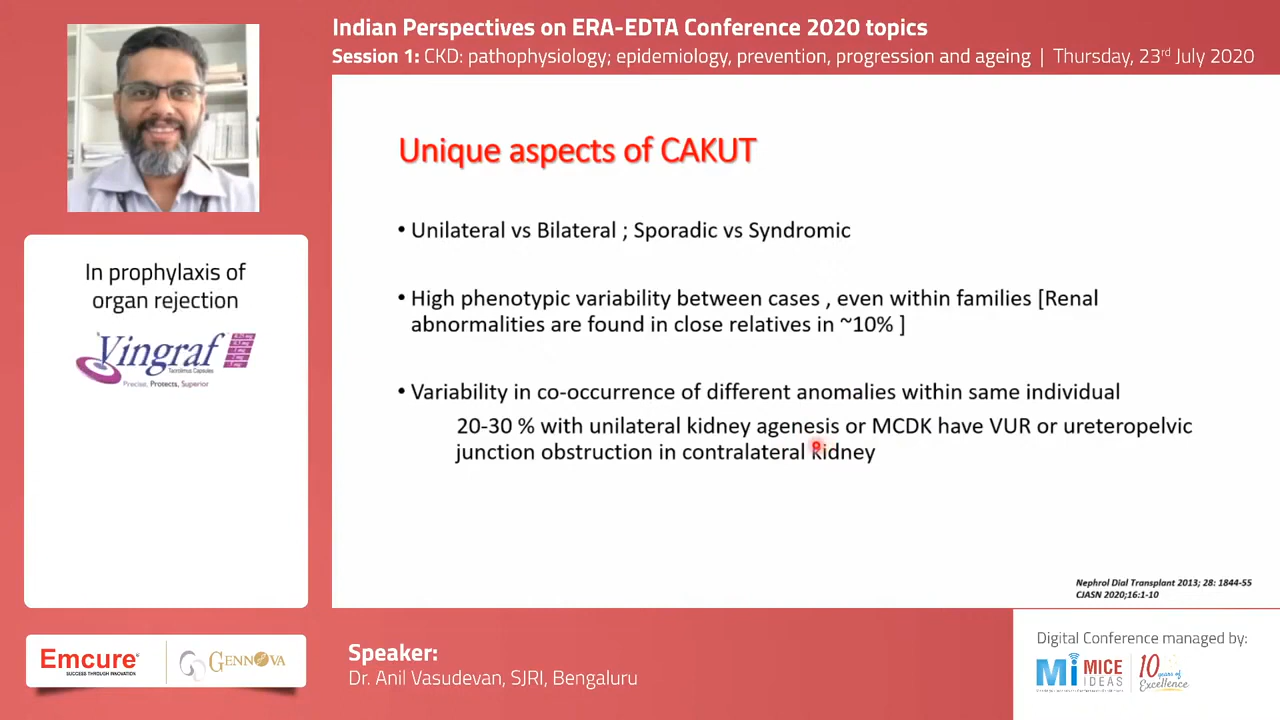 Indian Perspectives on ERA-EDTA Conference 2020 topics
Session 1: CKD: pathophysiology; epidemiology, prevention, progression and ageing | Thursday, 23rd July 2020
In prophylaxis of
organ rejection
Vingraf
Tacrolimus Capsules
Precise, Protects, Superior
Unique aspects of CAKUT
• Unilateral vs Bilateral ; Sporadic vs Syndromic
• High phenotypic variability between cases , even within families [Renal
abnormalities are found in close relatives in ~10% ]
• Variability in co-occurrence of different anomalies within same individual
20-30 % with unilateral kidney agenesis or MCDK have VUR or ureteropelvic
junction obstruction in contralateral kidney
Nephrol Dial Transplant 2013; 28: 1844-55
CJASN 2020;16:1-10
Emcure®
SUCCESS THROUGH INNOVATION
GENNOVA
Speaker:
Dr. Anil Vasudevan, SJRI, Bengaluru
Digital Conference managed by:
Mi MICE
IDEAS
10 years of
Excellence